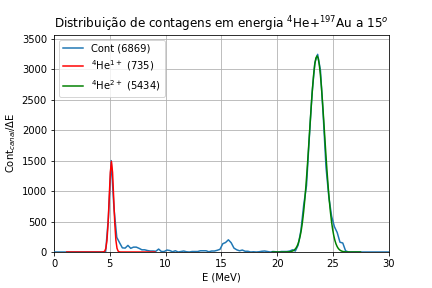 Distribuição de contagens em energia ⁴He+¹⁹⁷Au a 15º
Cont (6869)
⁴He¹⁺ (735)
⁴He²⁺ (5434)
Cont_canal/ΔE
3500
3000
2500
2000
1500
1000
500
0
0 5 10 15 20 25 30
E (MeV)